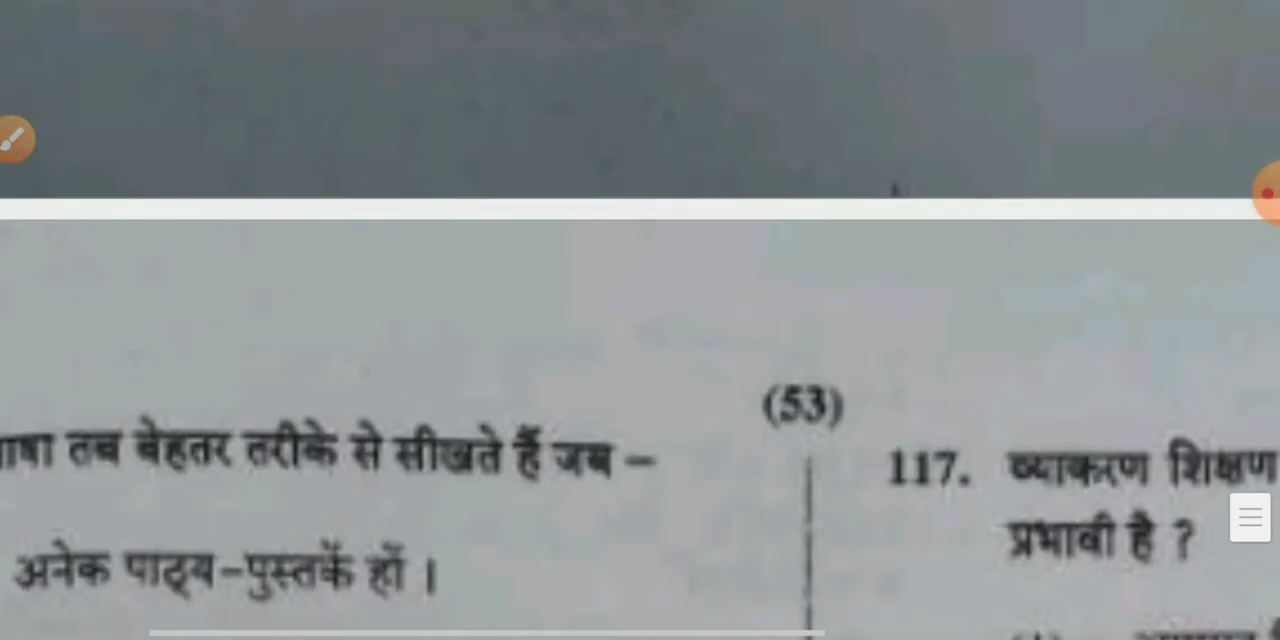 (53)
तब बेहतर तरीके से सीखते हैं जब –
अनेक पाठ्य-पुस्तकें हों ।
117. व्याकरण शिक्षण
प्रभावी है ?